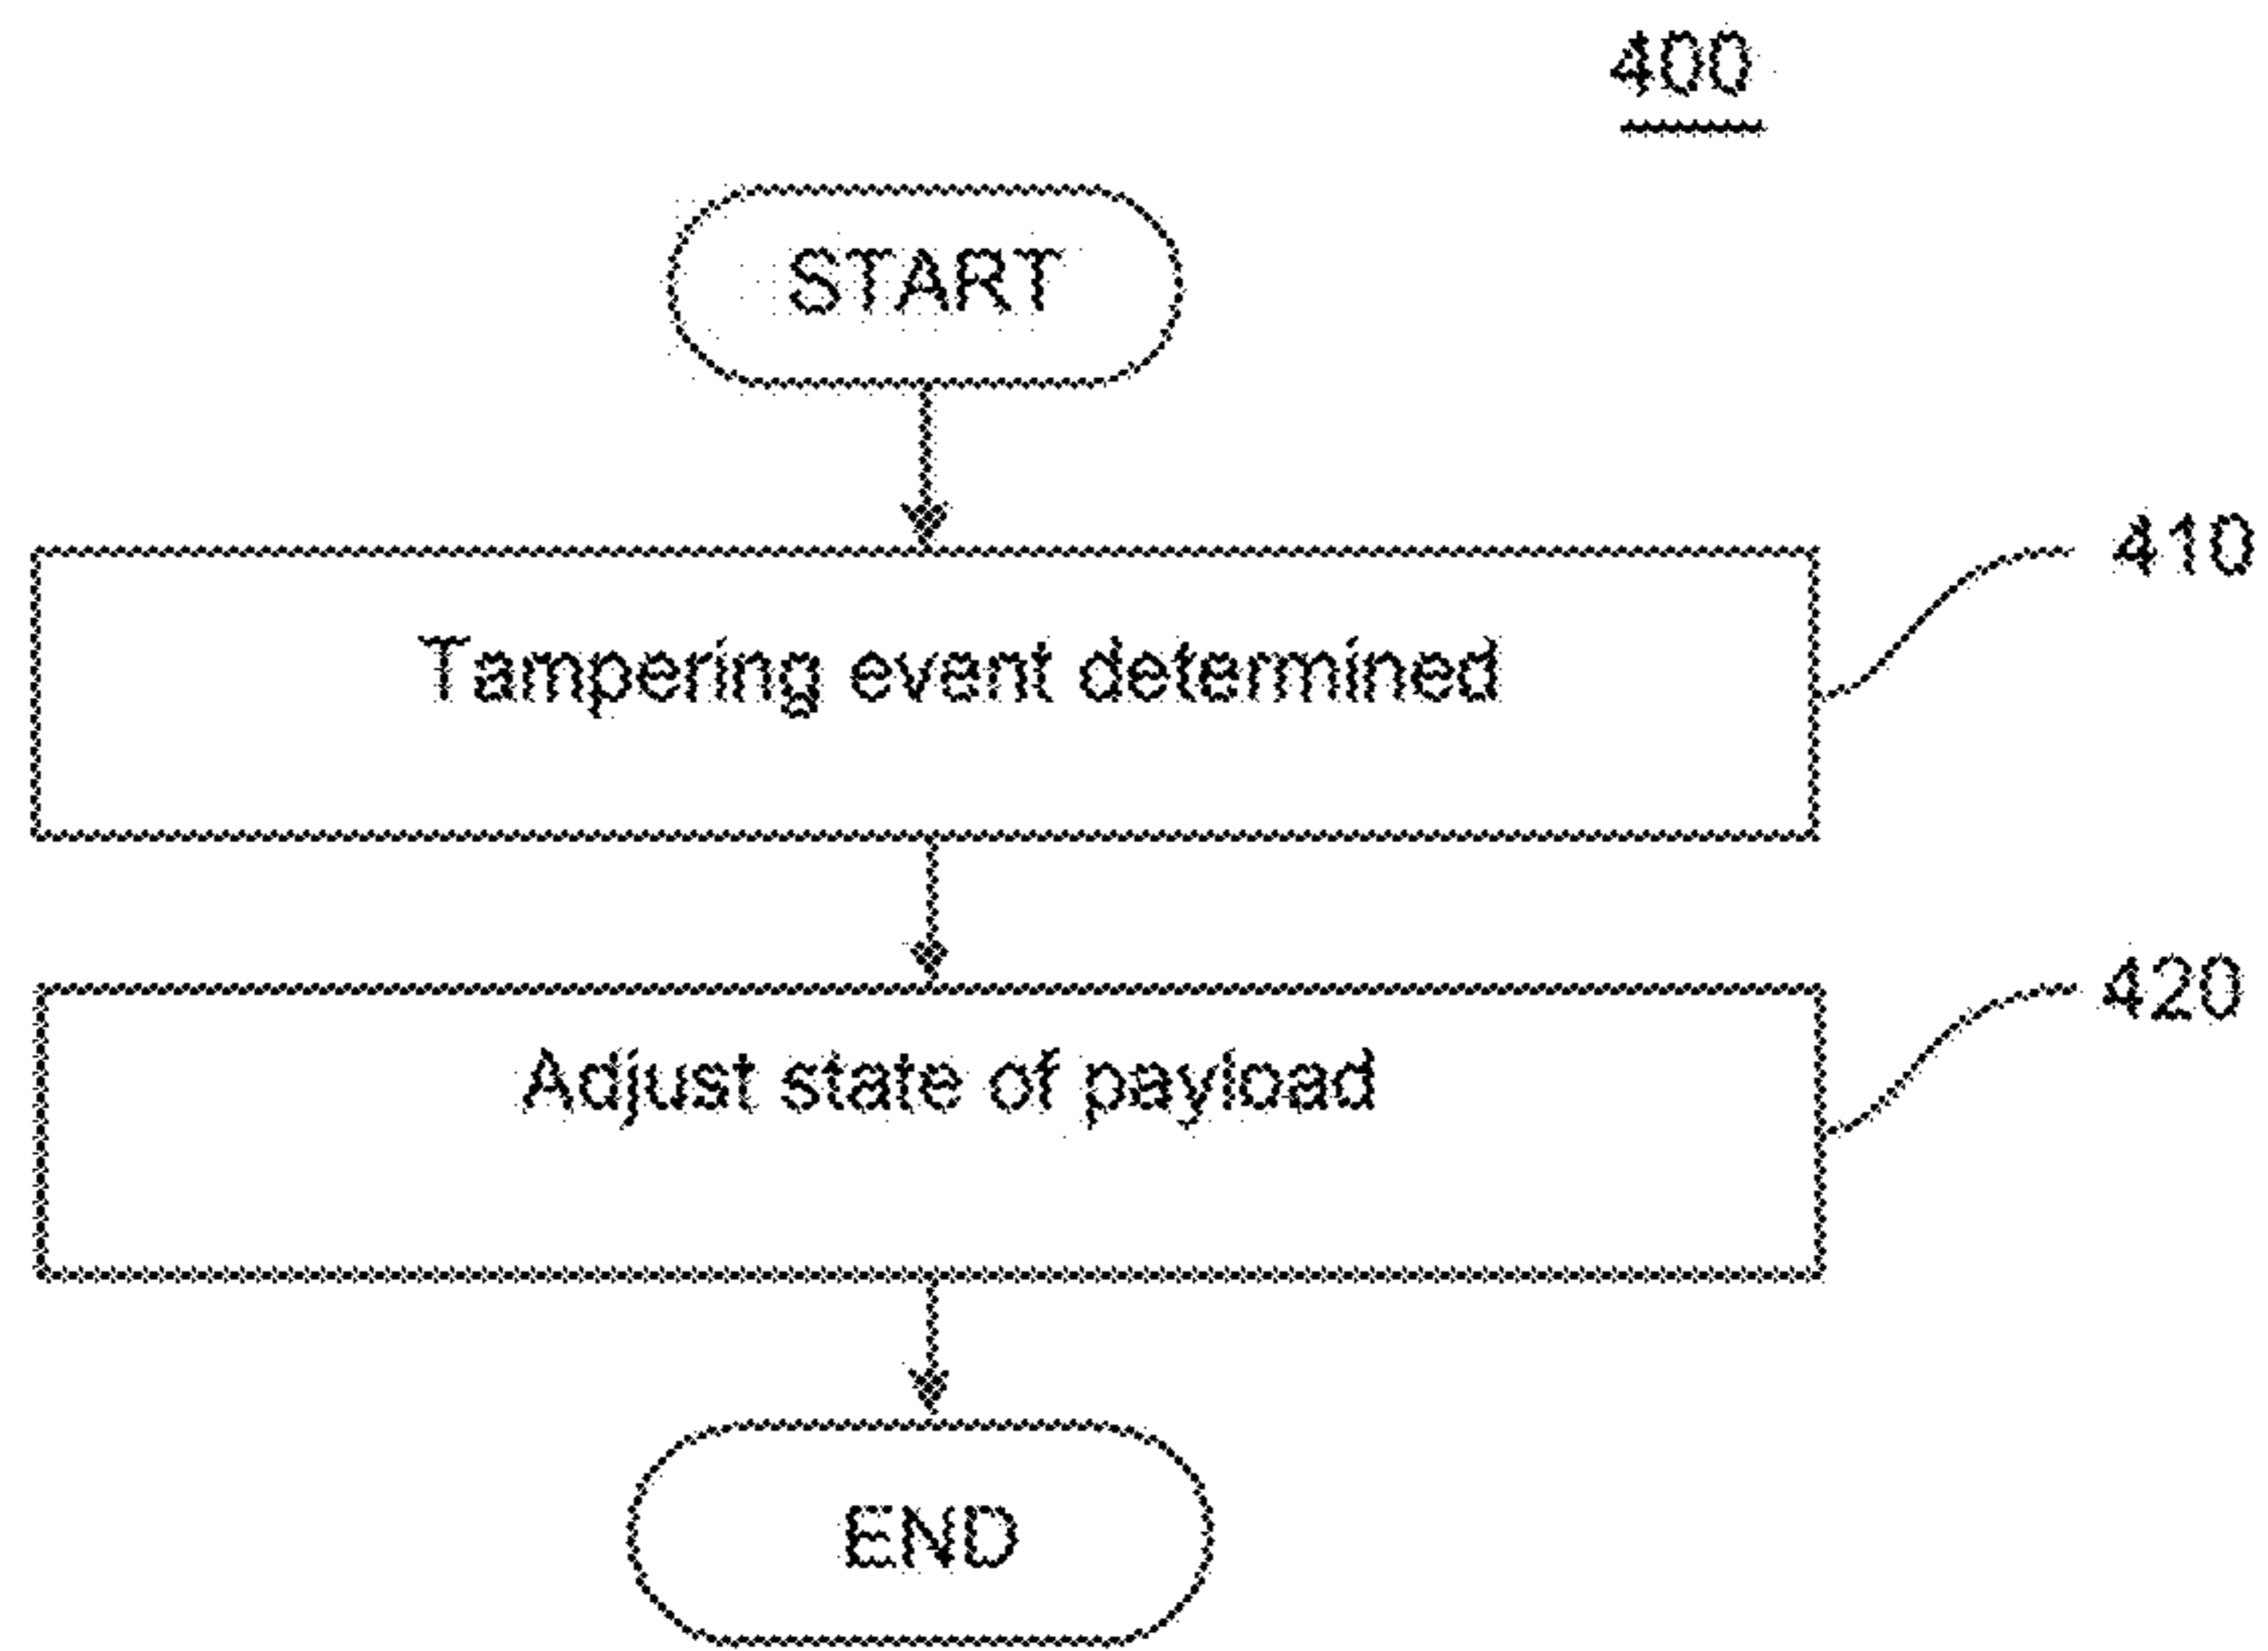 400
START
410
Tampering event determined
420
Adjust state of payload
END